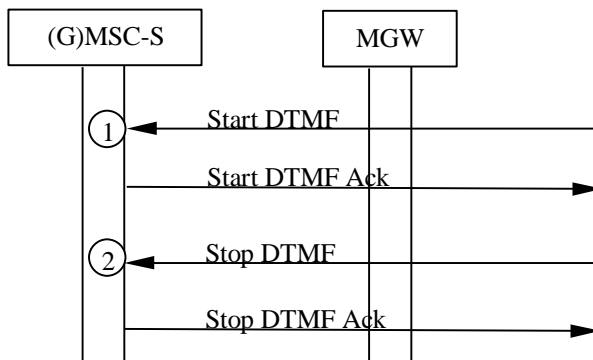 (G)MSC-S
MGW
1
Start DTMF
Start DTMF Ack
2
Stop DTMF
Stop DTMF Ack